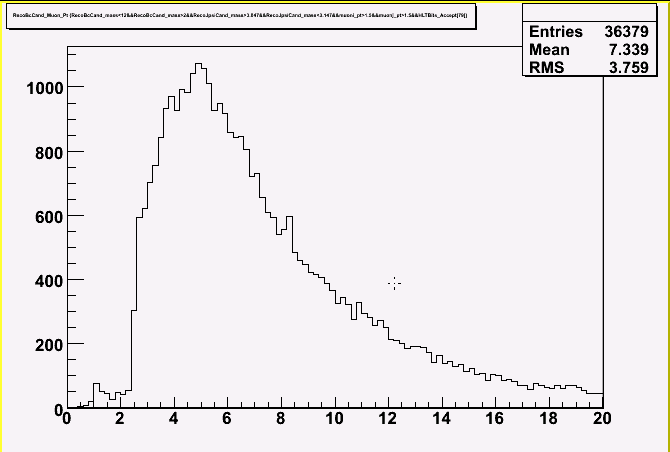 RecoBcCand_Muon_Pt {RecoBcCand_mass<12&&RecoBcCand_mass>2&&RecoJpsiCand_mass>3.047&&RecoJpsiCand_mass<3.147&&muoni_pt>1.5&&muonj_pt>1.5&&HLTBits_Accept[79]}
Entries 36379
Mean 7.339
RMS 3.759
1000
800
600
400
200
0
0 2 4 6 8 10 12 14 16 18 20